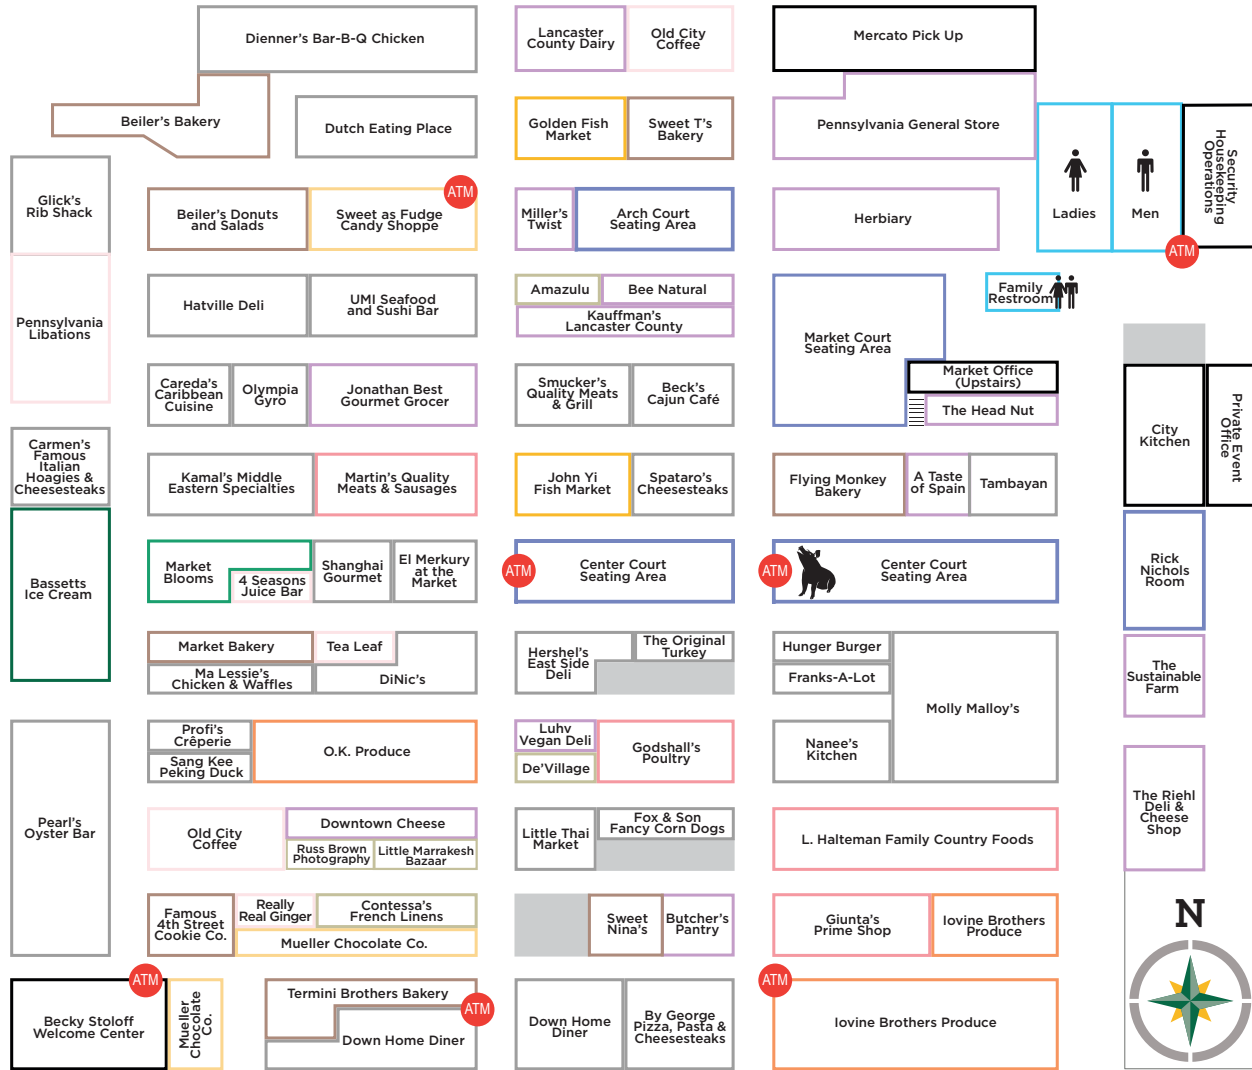 Dienner's Bar-B-Q Chicken
Lancaster
County Dairy
Old City
Coffee
Mercato Pick Up
Beiler's Bakery
Dutch Eating Place
Golden Fish
Market
Sweet T's
Bakery
Pennsylvania General Store
Ladies
Men
Security
Housekeeping
Operations
ATM
Glick's
Rib Shack
Beiler's Donuts
and Salads
Sweet as Fudge
Candy Shoppe
ATM
Miller's
Twist
Arch Court
Seating Area
Herbiary
Pennsylvania
Libations
Hatville Deli
UMI Seafood
and Sushi Bar
Amazulu
Bee Natural
Kauffman's
Lancaster County
Market Court
Seating Area
Family
Restroom
Market Office
(Upstairs)
The Head Nut
Careda's
Caribbean
Cuisine
Olympia
Gyro
Jonathan Best
Gourmet Grocer
Smucker's
Quality Meats
& Grill
Beck's
Cajun Café
City
Kitchen
Private Event
Office
Carmen's
Famous
Italian
Hoagies &
Cheesesteaks
Kamal's Middle
Eastern Specialties
Martin's Quality
Meats & Sausages
John Yi
Fish Market
Spataro's
Cheesesteaks
Flying Monkey
Bakery
A Taste
of Spain
Tambayan
Bassetts
Ice Cream
Market
Blooms
4 Seasons
Juice Bar
Shanghai
Gourmet
El Merkury
at the
Market
ATM
Center Court
Seating Area
ATM
Center Court
Seating Area
Rick
Nichols
Room
Market Bakery
Tea Leaf
Ma Lessie's
Chicken & Waffles
DiNic's
Hershel's
East Side
Deli
The Original
Turkey
Hunger Burger
Franks-A-Lot
Molly Malloy's
The
Sustainable
Farm
Pearl's
Oyster Bar
Profi's
Crêperie
Sang Kee
Peking Duck
O.K. Produce
Luhv
Vegan Deli
De'Village
Godshall's
Poultry
Nanee's
Kitchen
The Riehl
Deli &
Cheese
Shop
Old City
Coffee
Downtown Cheese
Russ Brown
Photography
Little Marrakesh
Bazaar
Little Thai
Market
Fox & Son
Fancy Corn Dogs
L. Halteman Family Country Foods
Famous
4th Street
Cookie Co.
Really
Real Ginger
Contessa's
French Linens
Mueller Chocolate Co.
Sweet
Nina's
Butcher's
Pantry
Giunta's
Prime Shop
Iovine Brothers
Produce
N
ATM
Becky Stoloff
Welcome Center
Mueller
Chocolate
Co.
Termini Brothers Bakery
ATM
Down Home Diner
Down Home
Diner
By George
Pizza, Pasta &
Cheesesteaks
ATM
Iovine Brothers Produce